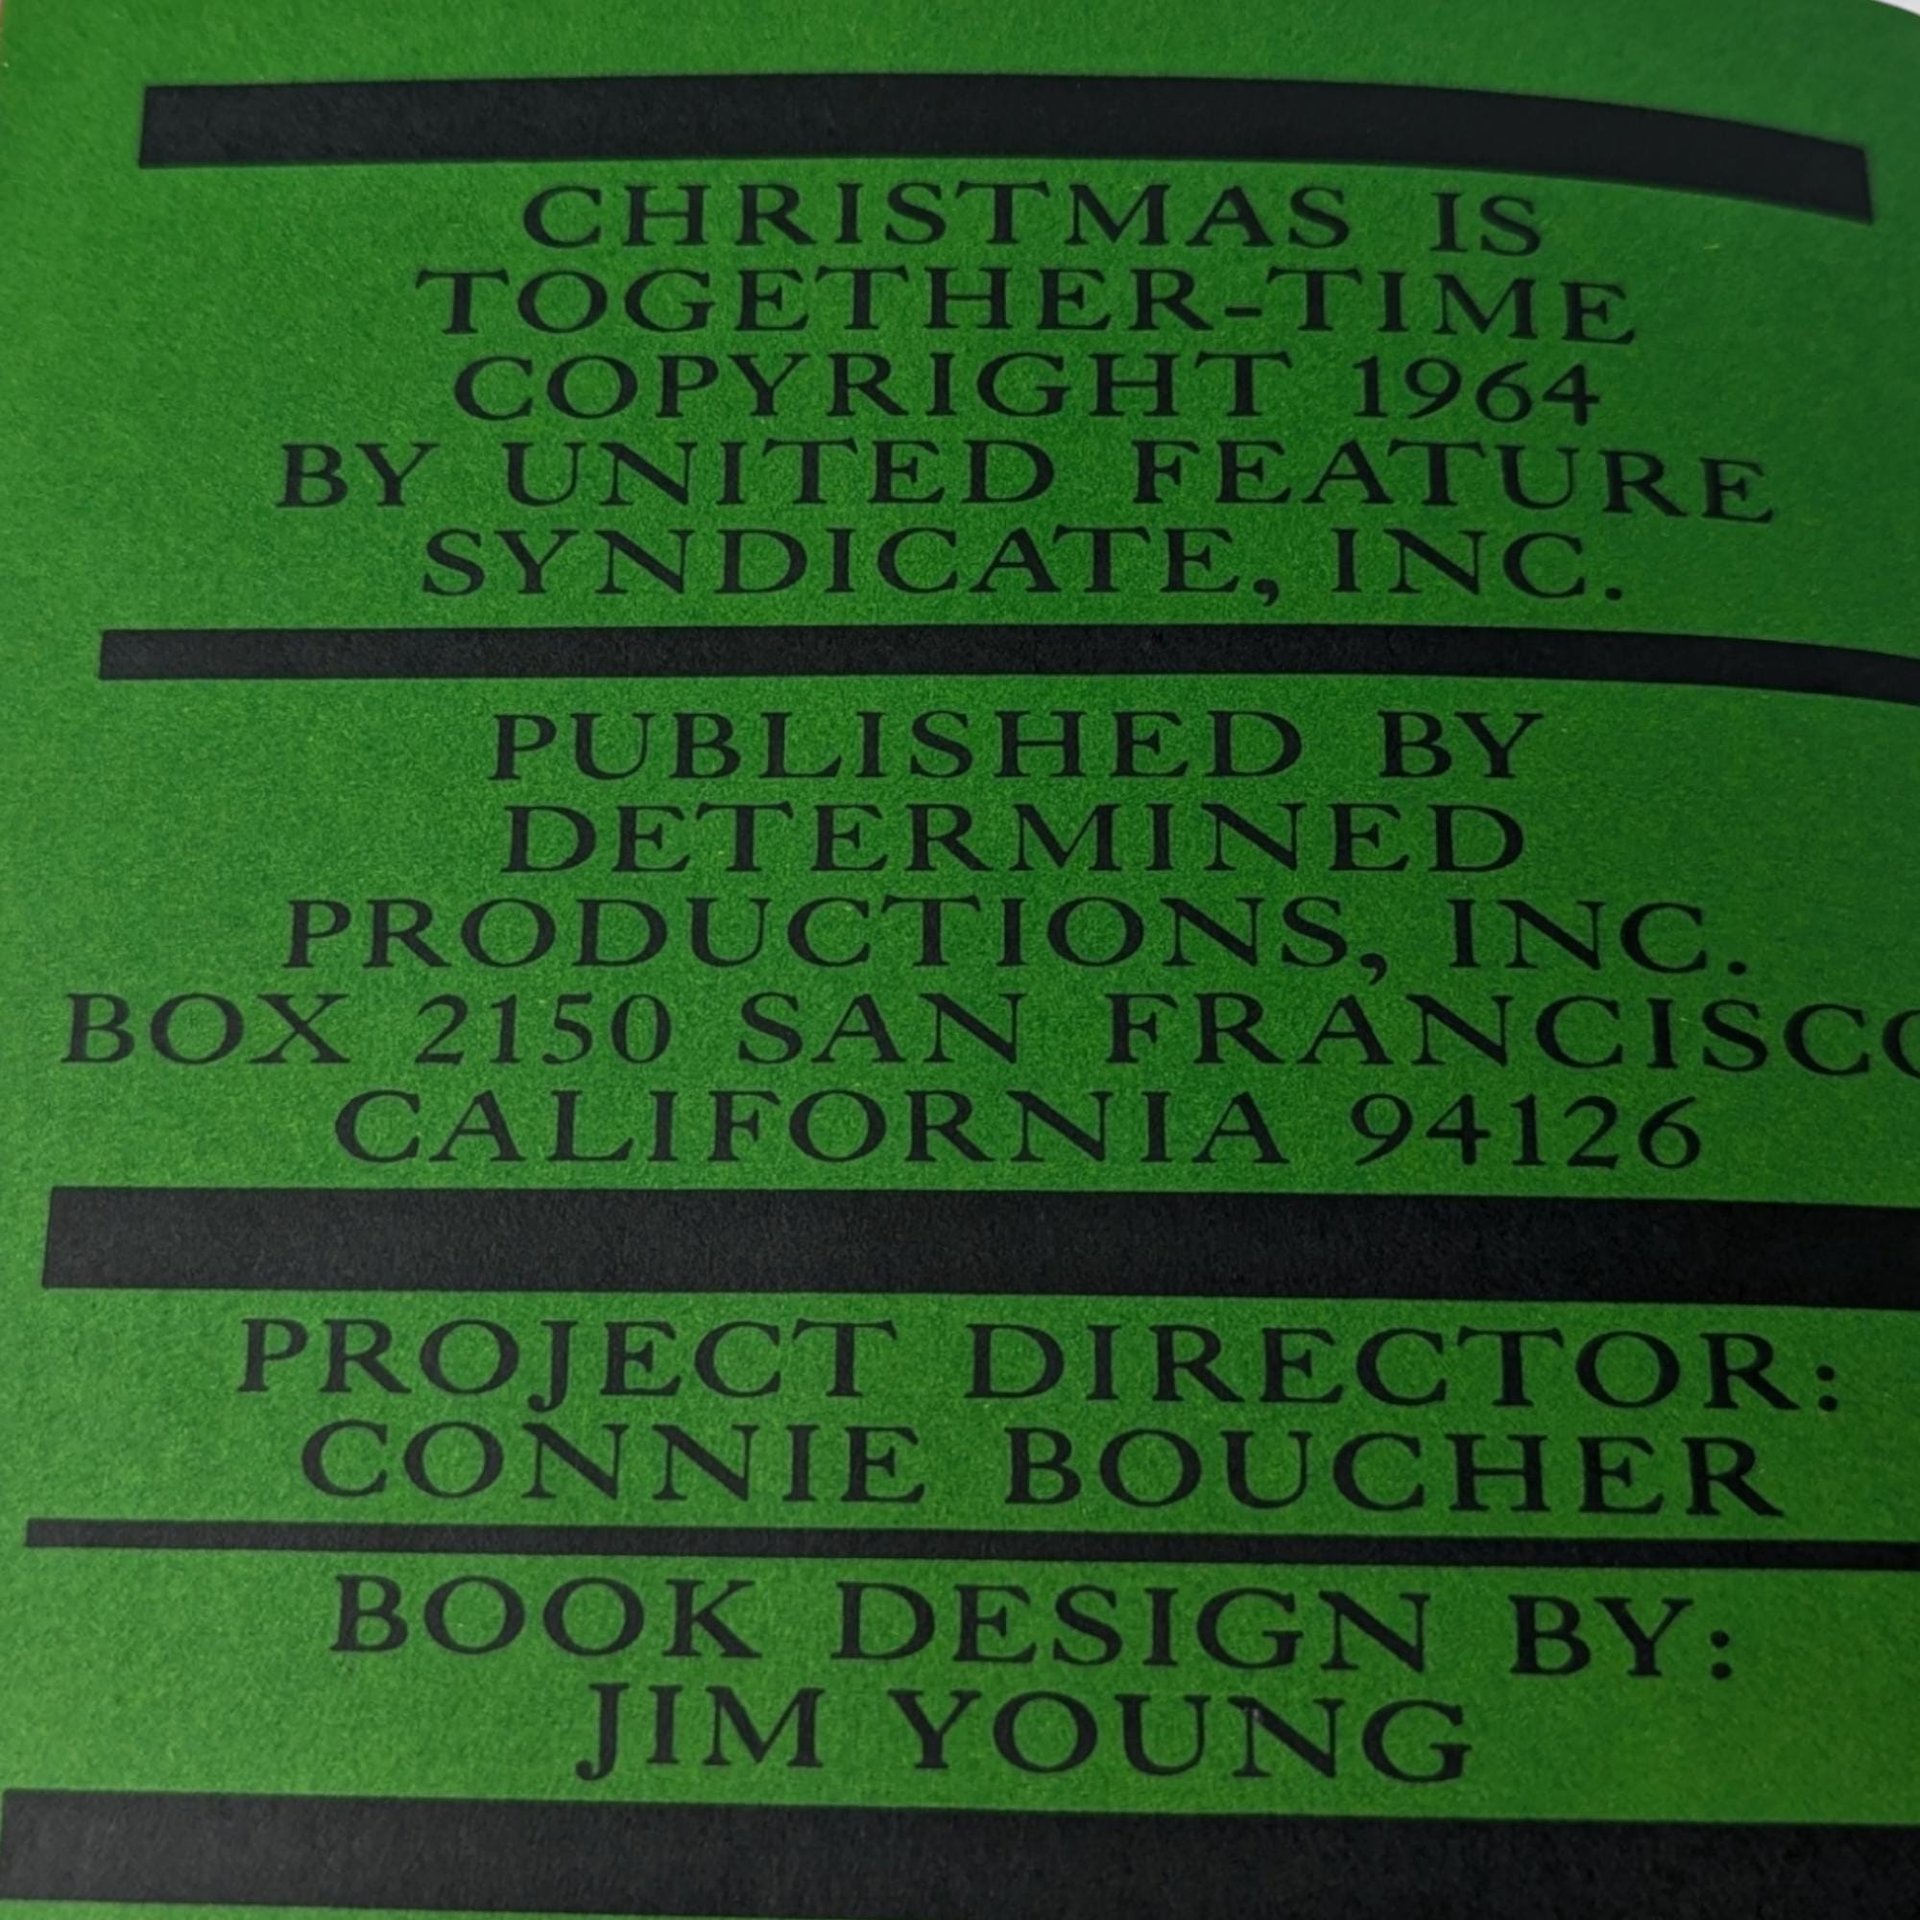 CHRISTMAS IS
TOGETHER-TIME
COPYRIGHT 1964
BY UNITED FEATURE
SYNDICATE, INC.
PUBLISHED BY
DETERMINED
PRODUCTIONS, INC.
BOX 2150 SAN FRANCISCO
CALIFORNIA 94126
PROJECT DIRECTOR:
CONNIE BOUCHER
BOOK DESIGN BY:
JIM YOUNG